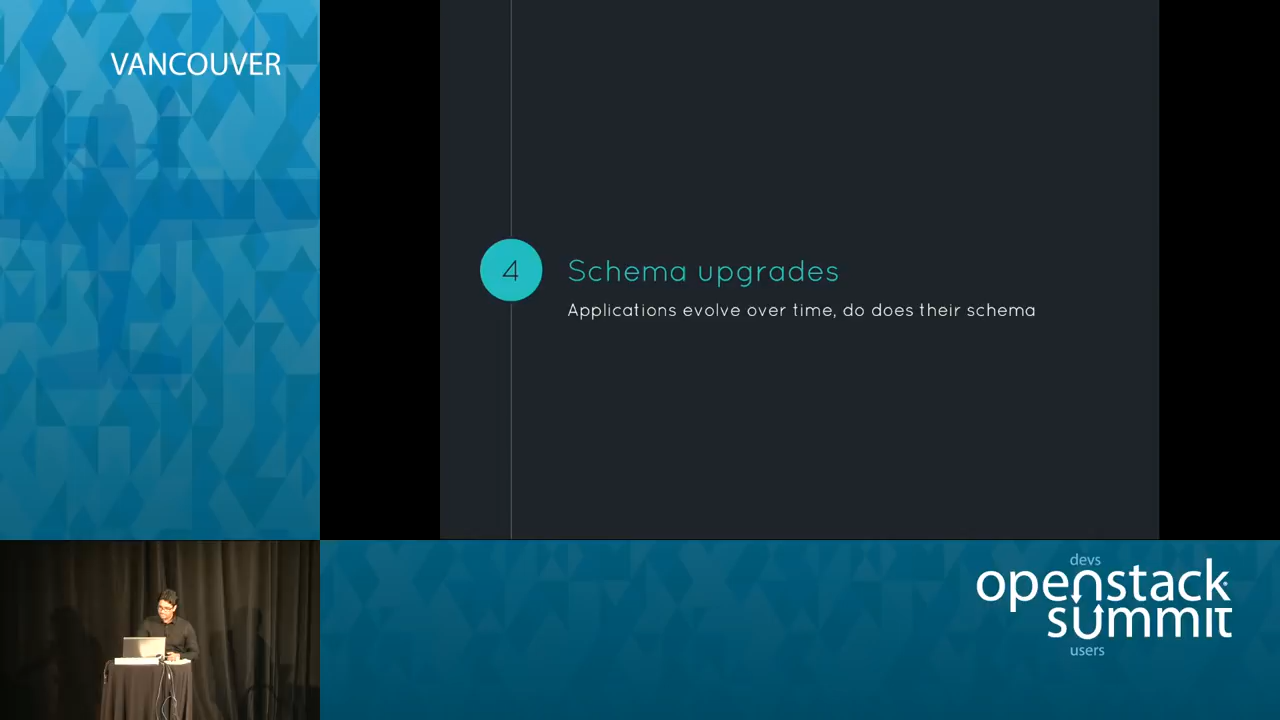 VANCOUVER
4
Schema upgrades
Applications evolve over time, do does their schema
devs
openstack
summit
users